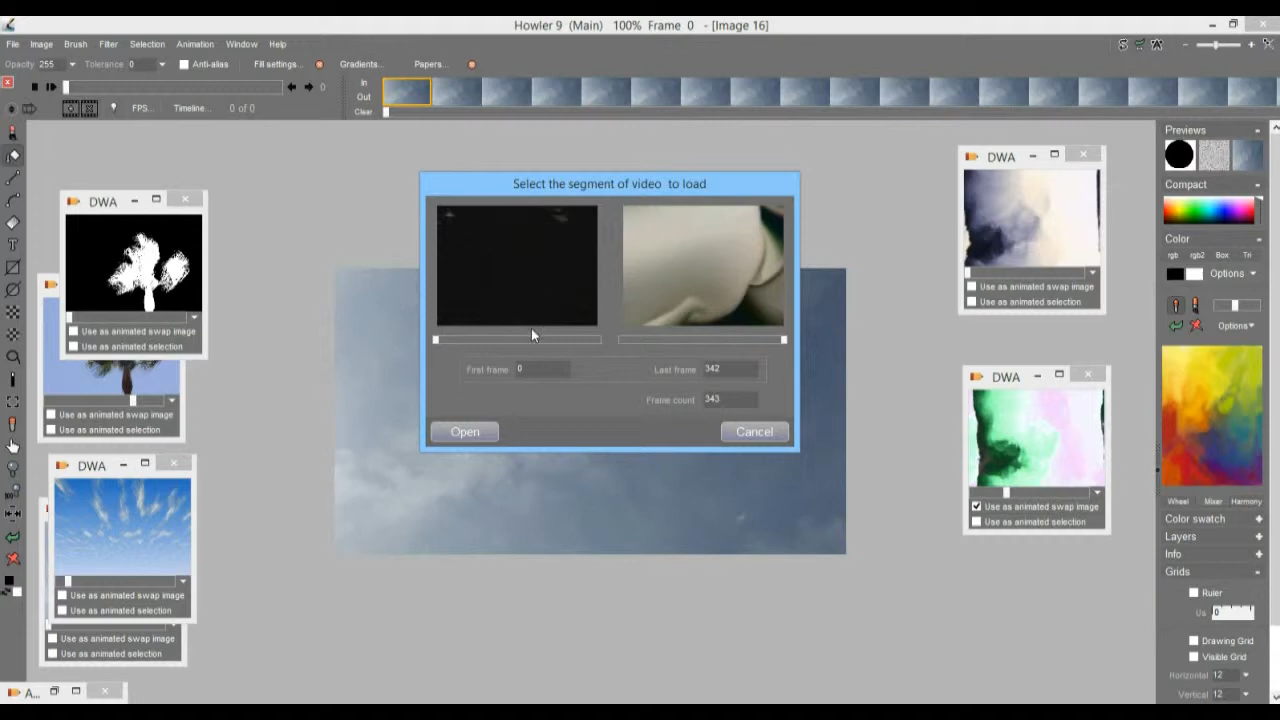 Howler 9 (Main) 100% Frame 0 - [Image 16]
File Image Brush Filter Selection Animation Window Help
Opacity 255 Tolerance 0 Anti-alias Fill settings... Gradients... Papers...
0
In
Out
Clear
FPS... Timeline... 0 of 0
DWA
Use as animated swap image
Use as animated selection
Use as animated swap image
Use as animated selection
DWA
Use as animated swap image
Use as animated selection
Use as animated swap image
Use as animated selection
A...
Select the segment of video to load
First frame 0
Last frame 342
Frame count 343
Open
Cancel
DWA
Use as animated swap image
Use as animated selection
DWA
Use as animated swap image
Use as animated selection
Previews
Compact
Color
rgb rgb2 Box Tri
Options
Options
Wheel Mixer Harmony
Color swatch
Layers
Info
Grids
Ruler
Us 0
Drawing Grid
Visible Grid
Horizontal 12
Vertical 12